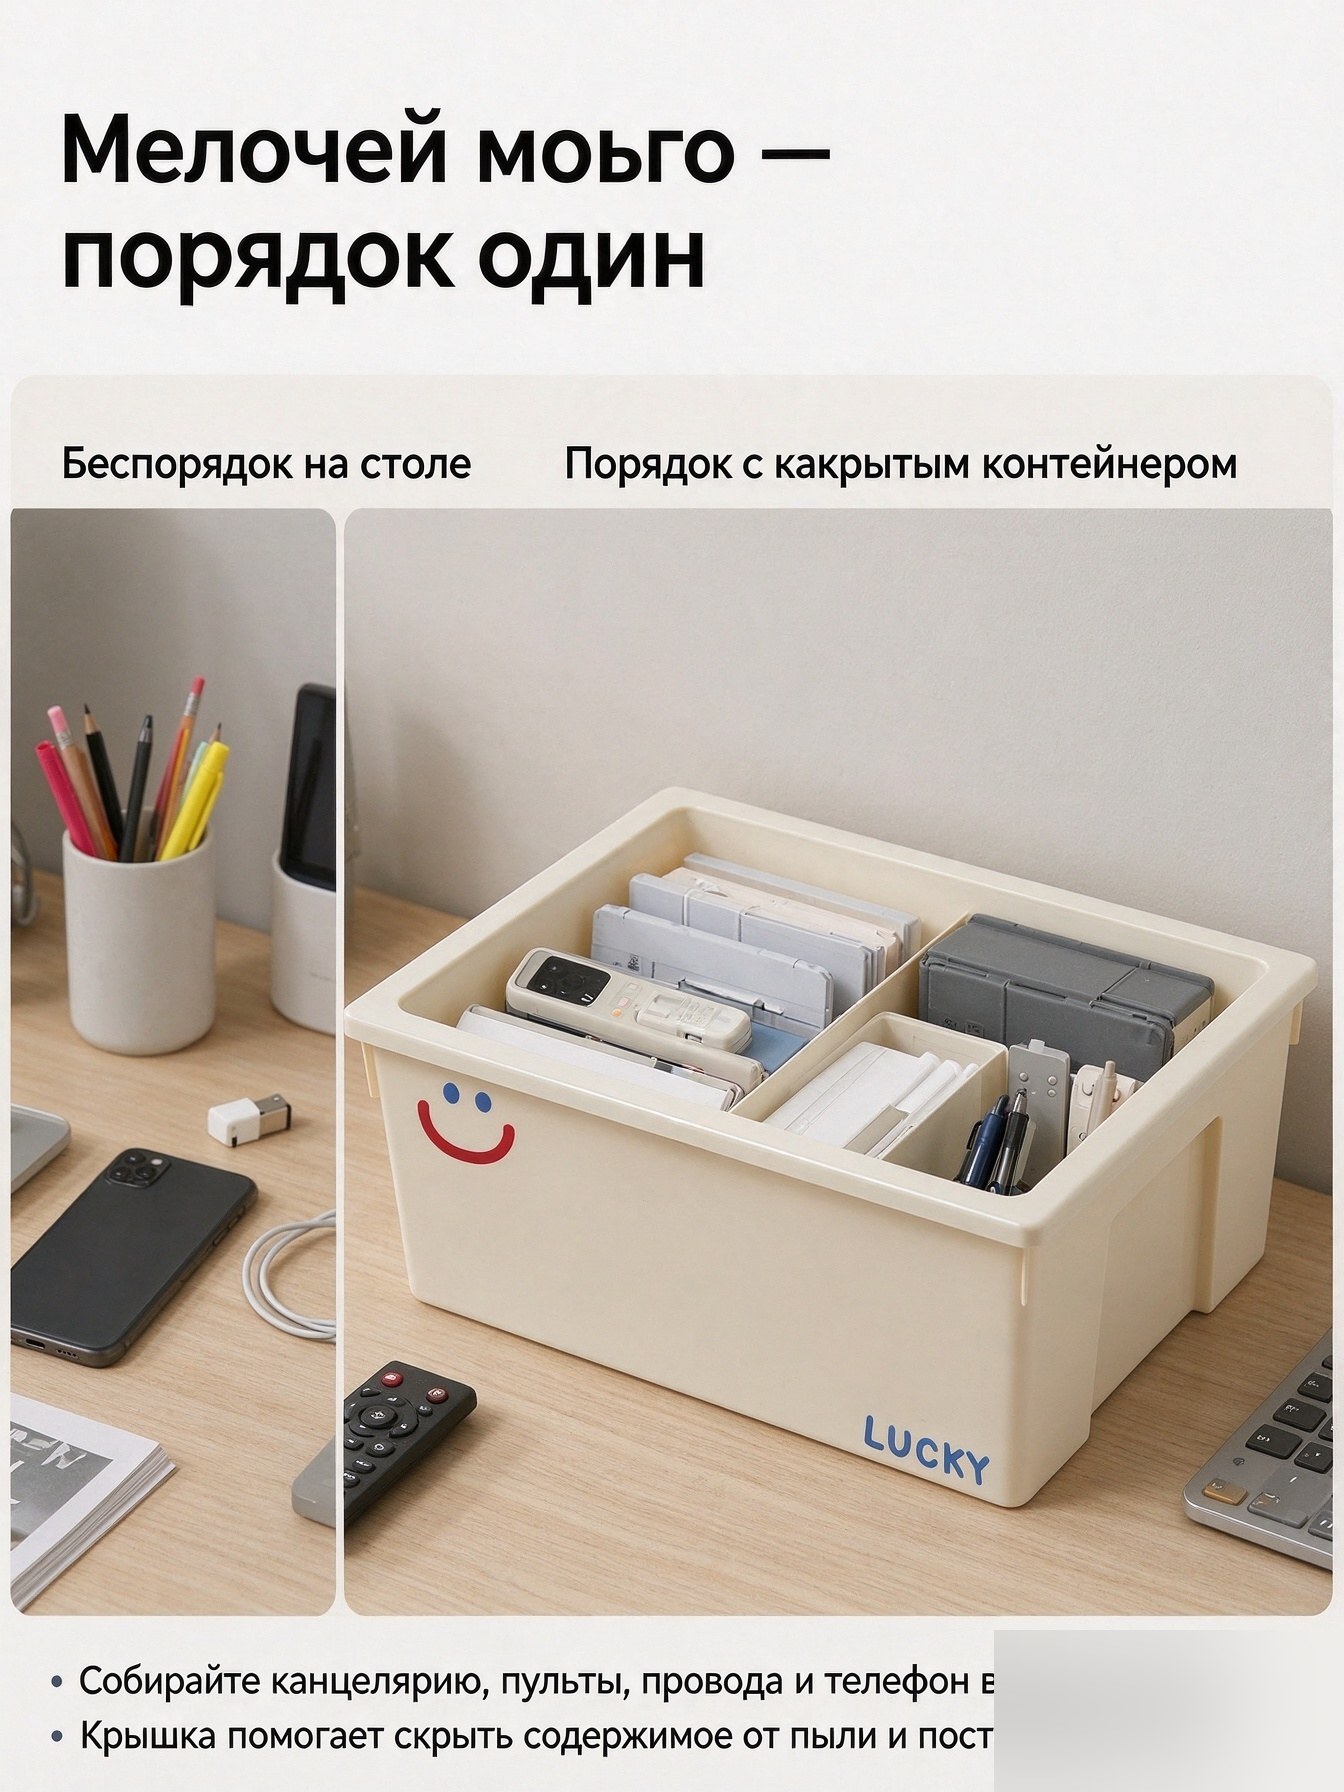 Мелочей моьго —
порядок один
Беспорядок на столе
Порядок с какрытым контейнером
LUCKY
Собирайте канцелярию, пульты, провода и телефон в
Крышка помогает скрыть содержимое от пыли и пост